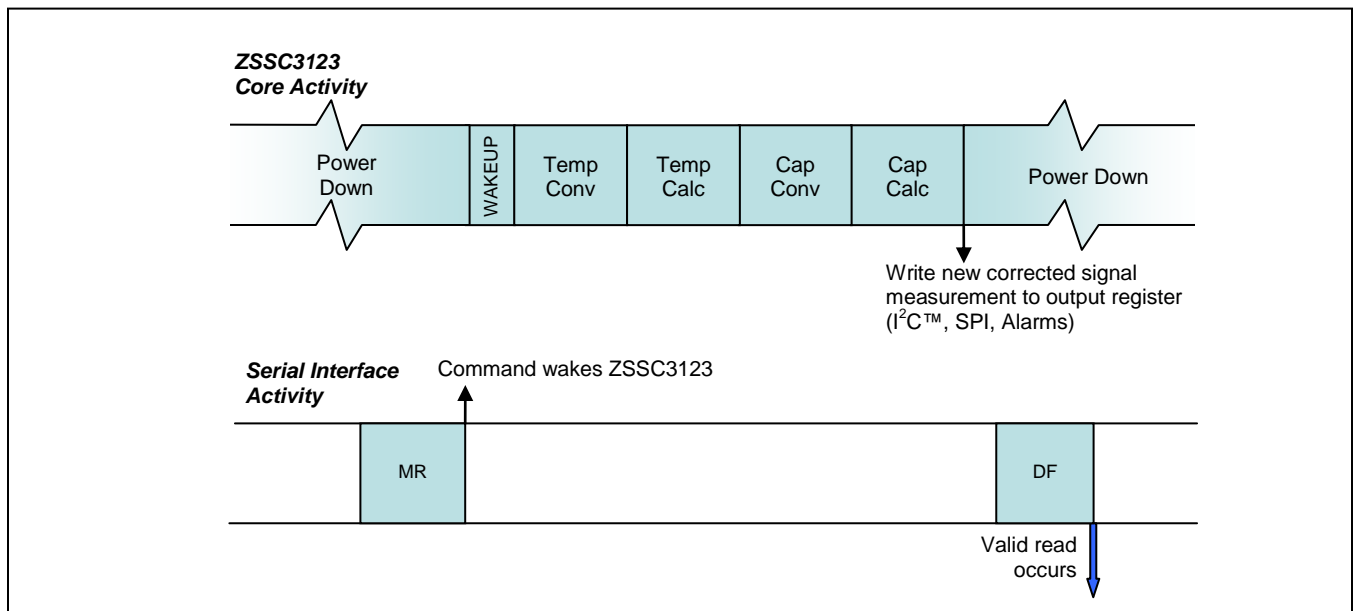 ZSSC3123
Core Activity
Power
Down
WAKEUP
Temp
Conv
Temp
Calc
Cap
Conv
Cap
Calc
Power Down
Write new corrected signal
measurement to output register
(I²C™, SPI, Alarms)
Serial Interface
Activity
Command wakes ZSSC3123
MR
DF
Valid read
occurs